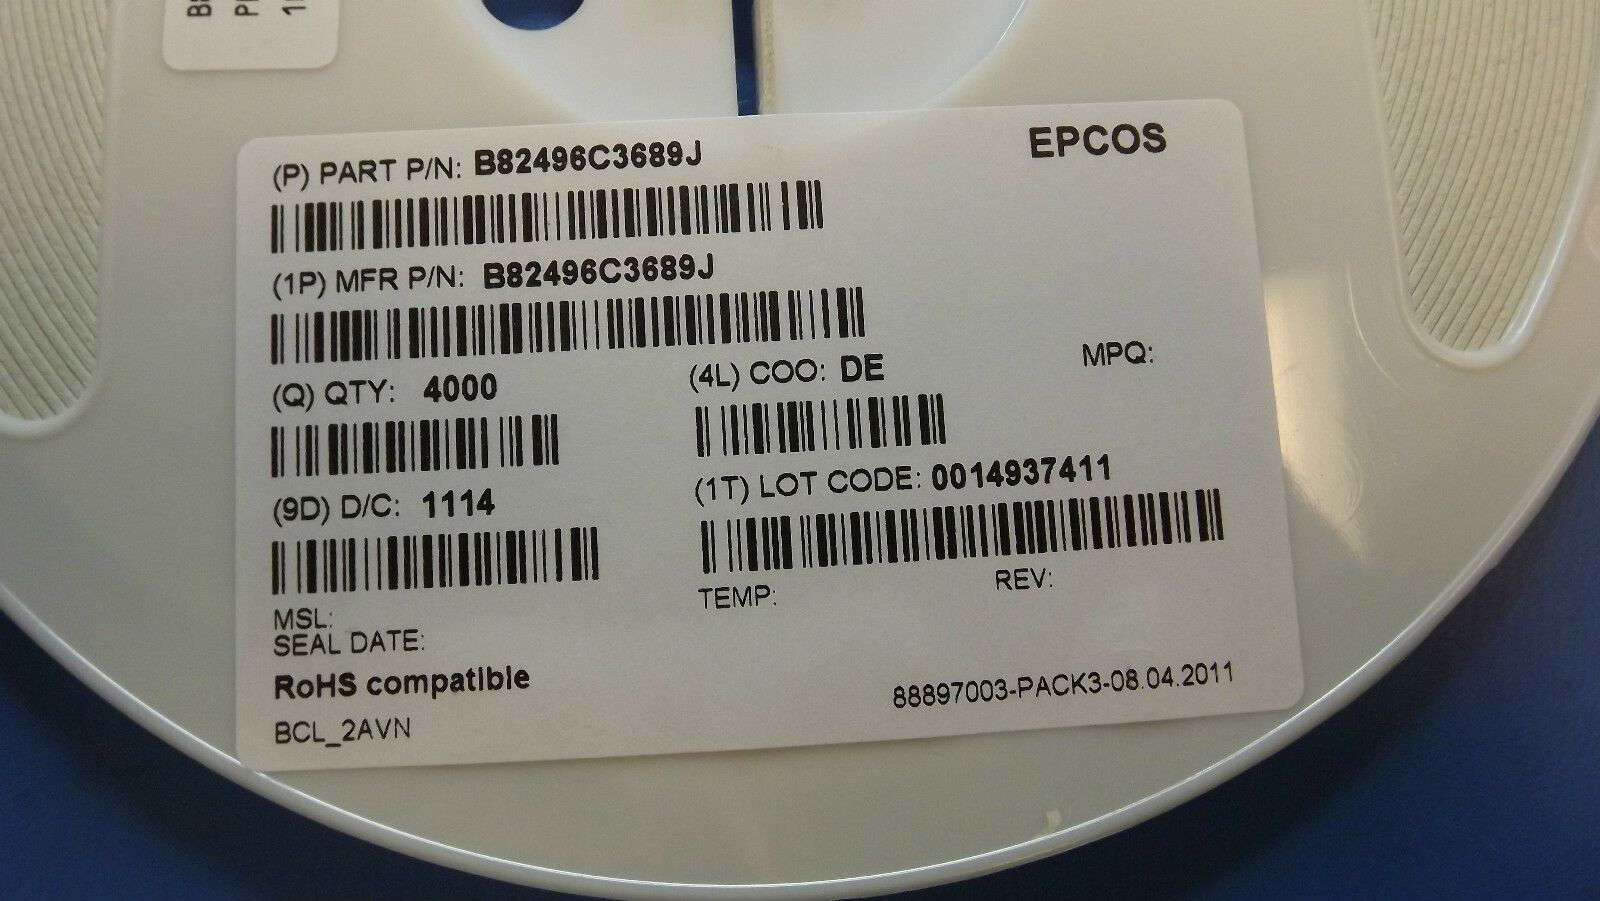 (P) PART P/N: B82496C3689J
EPCOS
(1P) MFR P/N: B82496C3689J
(Q) QTY: 4000
(4L) COO: DE
MPQ:
(9D) D/C: 1114
(1T) LOT CODE: 0014937411
MSL:
TEMP:
REV:
SEAL DATE:
RoHS compatible
88897003-PACK3-08.04.2011
BCL_2AVN